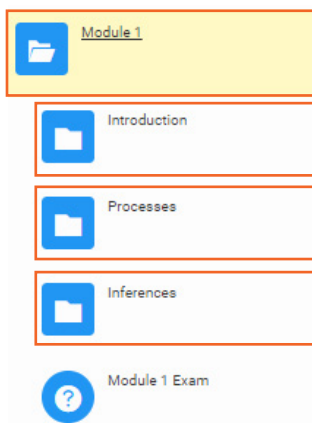 Module 1
Introduction
Processes
Inferences
Module 1 Exam